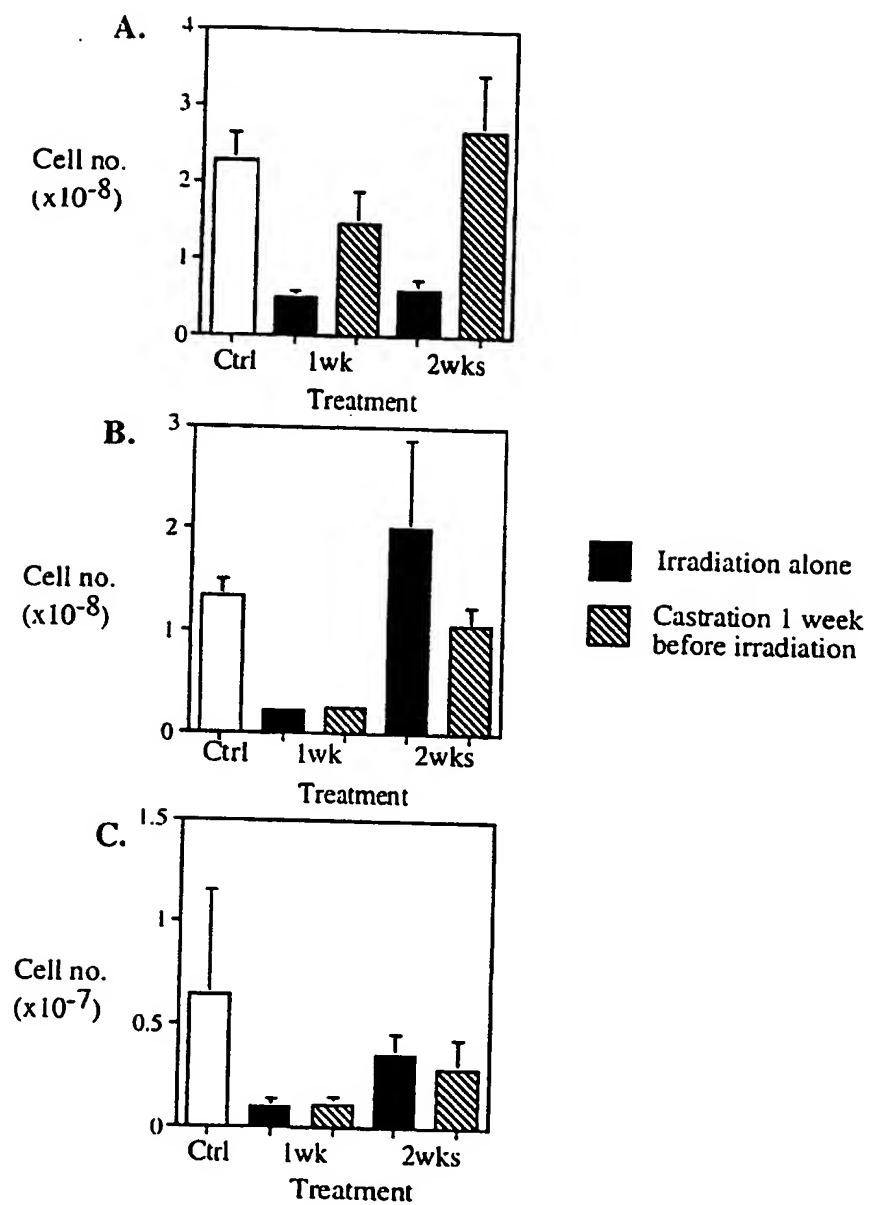 A.
4
3
2
1
0
Cell no.
(x10-8)
Ctrl 1wk 2wks
Treatment
B.
3
2
1
0
Cell no.
(x10-8)
Ctrl 1wk 2wks
Treatment
Irradiation alone
Castration 1 week
before irradiation
C.
1.5
1
0.5
0
Cell no.
(x10-7)
Ctrl 1wk 2wks
Treatment